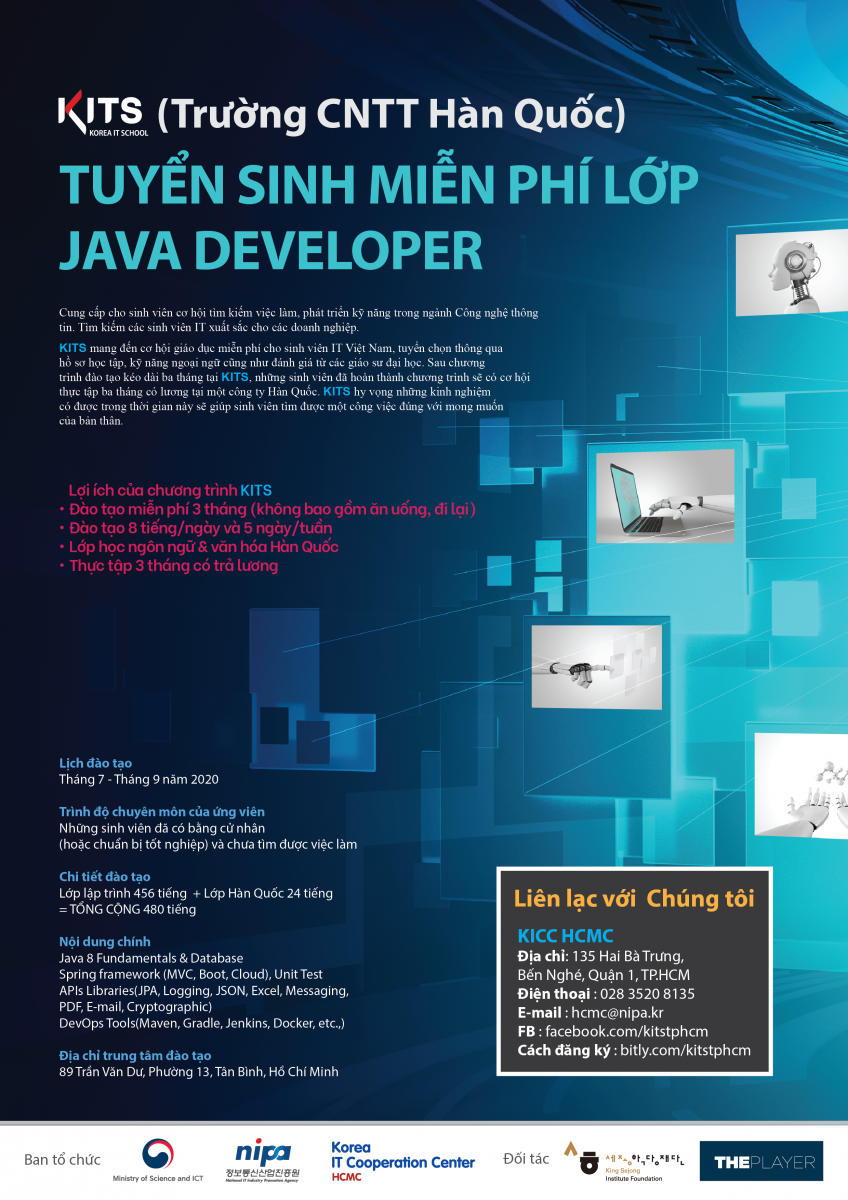 KITS
KOREA IT SCHOOL
(Trường CNTT Hàn Quốc)
TUYỂN SINH MIỄN PHÍ LỚP
JAVA DEVELOPER
Cung cấp cho sinh viên cơ hội tìm kiếm việc làm, phát triển kỹ năng trong ngành Công nghệ thông
tin. Tìm kiếm các sinh viên IT xuất sắc cho các doanh nghiệp.
KITS mang đến cơ hội giáo dục miễn phí cho sinh viên IT Việt Nam, tuyển chọn thông qua
hồ sơ học tập, kỹ năng ngoại ngữ cũng như đánh giá từ các giáo sư đại học. Sau chương
trình đào tạo kéo dài ba tháng tại KITS, những sinh viên đã hoàn thành chương trình sẽ có cơ hội
thực tập ba tháng có lương tại một công ty Hàn Quốc. KITS hy vọng những kinh nghiệm
có được trong thời gian này sẽ giúp sinh viên tìm được một công việc đúng với mong muốn
của bản thân.
Lợi ích của chương trình KITS
• Đào tạo miễn phí 3 tháng (không bao gồm ăn uống, đi lại)
• Đào tạo 8 tiếng/ngày và 5 ngày/tuần
• Lớp học ngôn ngữ & văn hóa Hàn Quốc
• Thực tập 3 tháng có trả lương
Lịch đào tạo
Tháng 7 - Tháng 9 năm 2020
Trình độ chuyên môn của ứng viên
Những sinh viên đã có bằng cử nhân
(hoặc chuẩn bị tốt nghiệp) và chưa tìm được việc làm
Chi tiết đào tạo
Lớp lập trình 456 tiếng + Lớp Hàn Quốc 24 tiếng
= TỔNG CỘNG 480 tiếng
Nội dung chính
Java 8 Fundamentals & Database
Spring framework (MVC, Boot, Cloud), Unit Test
APIs Libraries(JPA, Logging, JSON, Excel, Messaging,
PDF, E-mail, Cryptographic)
DevOps Tools(Maven, Gradle, Jenkins, Docker, etc.,)
Địa chỉ trung tâm đào tạo
89 Trần Văn Dư, Phường 13, Tân Bình, Hồ Chí Minh
Liên lạc với Chúng tôi
KICC HCMC
Địa chỉ: 135 Hai Bà Trưng,
Bến Nghé, Quận 1, TP.HCM
Điện thoại : 028 3520 8135
E-mail : hcmc@nipa.kr
FB : facebook.com/kitstphcm
Cách đăng ký : bitly.com/kitstphcm
Ban tổ chức
Ministry of Science and ICT
nipa
정보통신산업진흥원
National IT Industry Promotion Agency
Korea
IT Cooperation Center
HCMC
Đối tác
세종학당재단
King Sejong
Institute Foundation
THEPLAYER